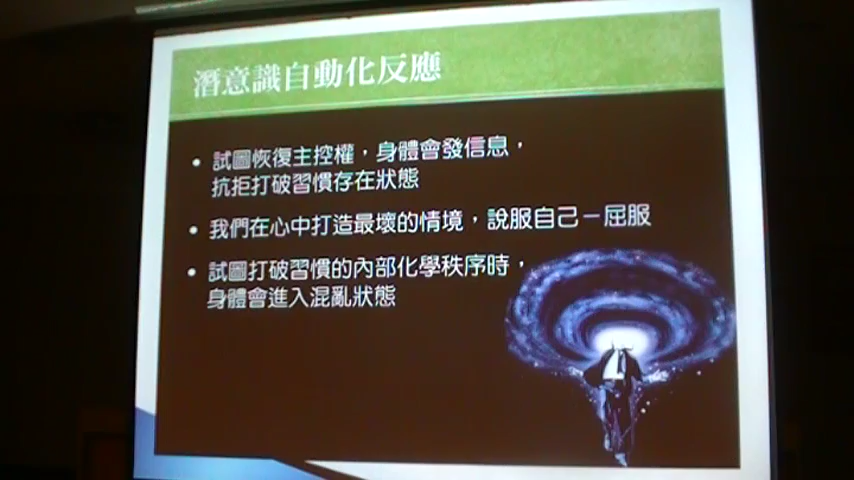 潛意識自動化反應
• 試圖恢復主控權，身體會發信息，
抗拒打破習慣存在狀態
• 我們在心中打造最壞的情境，說服自己－屈服
• 試圖打破習慣的內部化學秩序時，
身體會進入混亂狀態